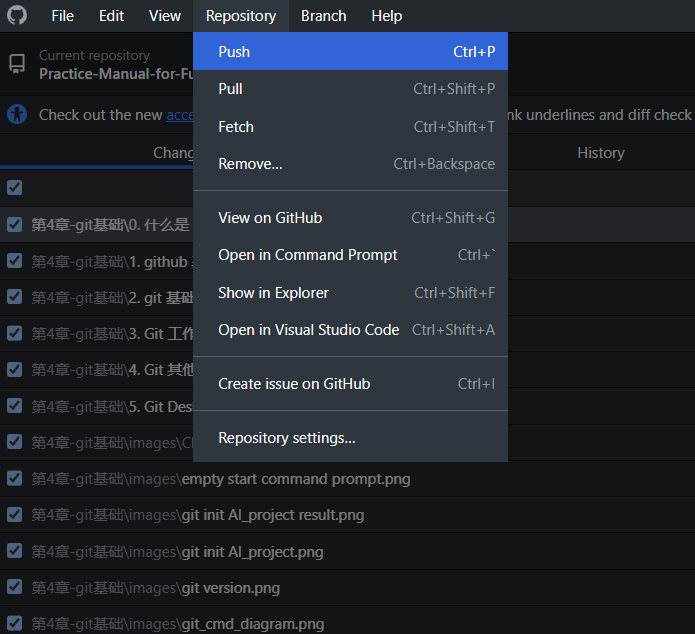 File Edit View Repository Branch Help
Current repository
Practice-Manual-for-Fu
Push Ctrl+P
Pull Ctrl+Shift+P
Fetch Ctrl+Shift+T
Remove... Ctrl+Backspace
View on GitHub Ctrl+Shift+G
Open in Command Prompt Ctrl+`
Show in Explorer Ctrl+Shift+F
Open in Visual Studio Code Ctrl+Shift+A
Create issue on GitHub Ctrl+I
Repository settings...
Check out the new acce nk underlines and diff check
Chang History
第4章-git基础\0. 什么是
第4章-git基础\1. github
第4章-git基础\2. git 基础
第4章-git基础\3. Git 工作
第4章-git基础\4. Git 其他
第4章-git基础\5. Git Des
第4章-git基础\images\Cl
第4章-git基础\images\empty start command prompt.png
第4章-git基础\images\git init AI_project result.png
第4章-git基础\images\git init AI_project.png
第4章-git基础\images\git version.png
第4章-git基础\images\git_cmd_diagram.png